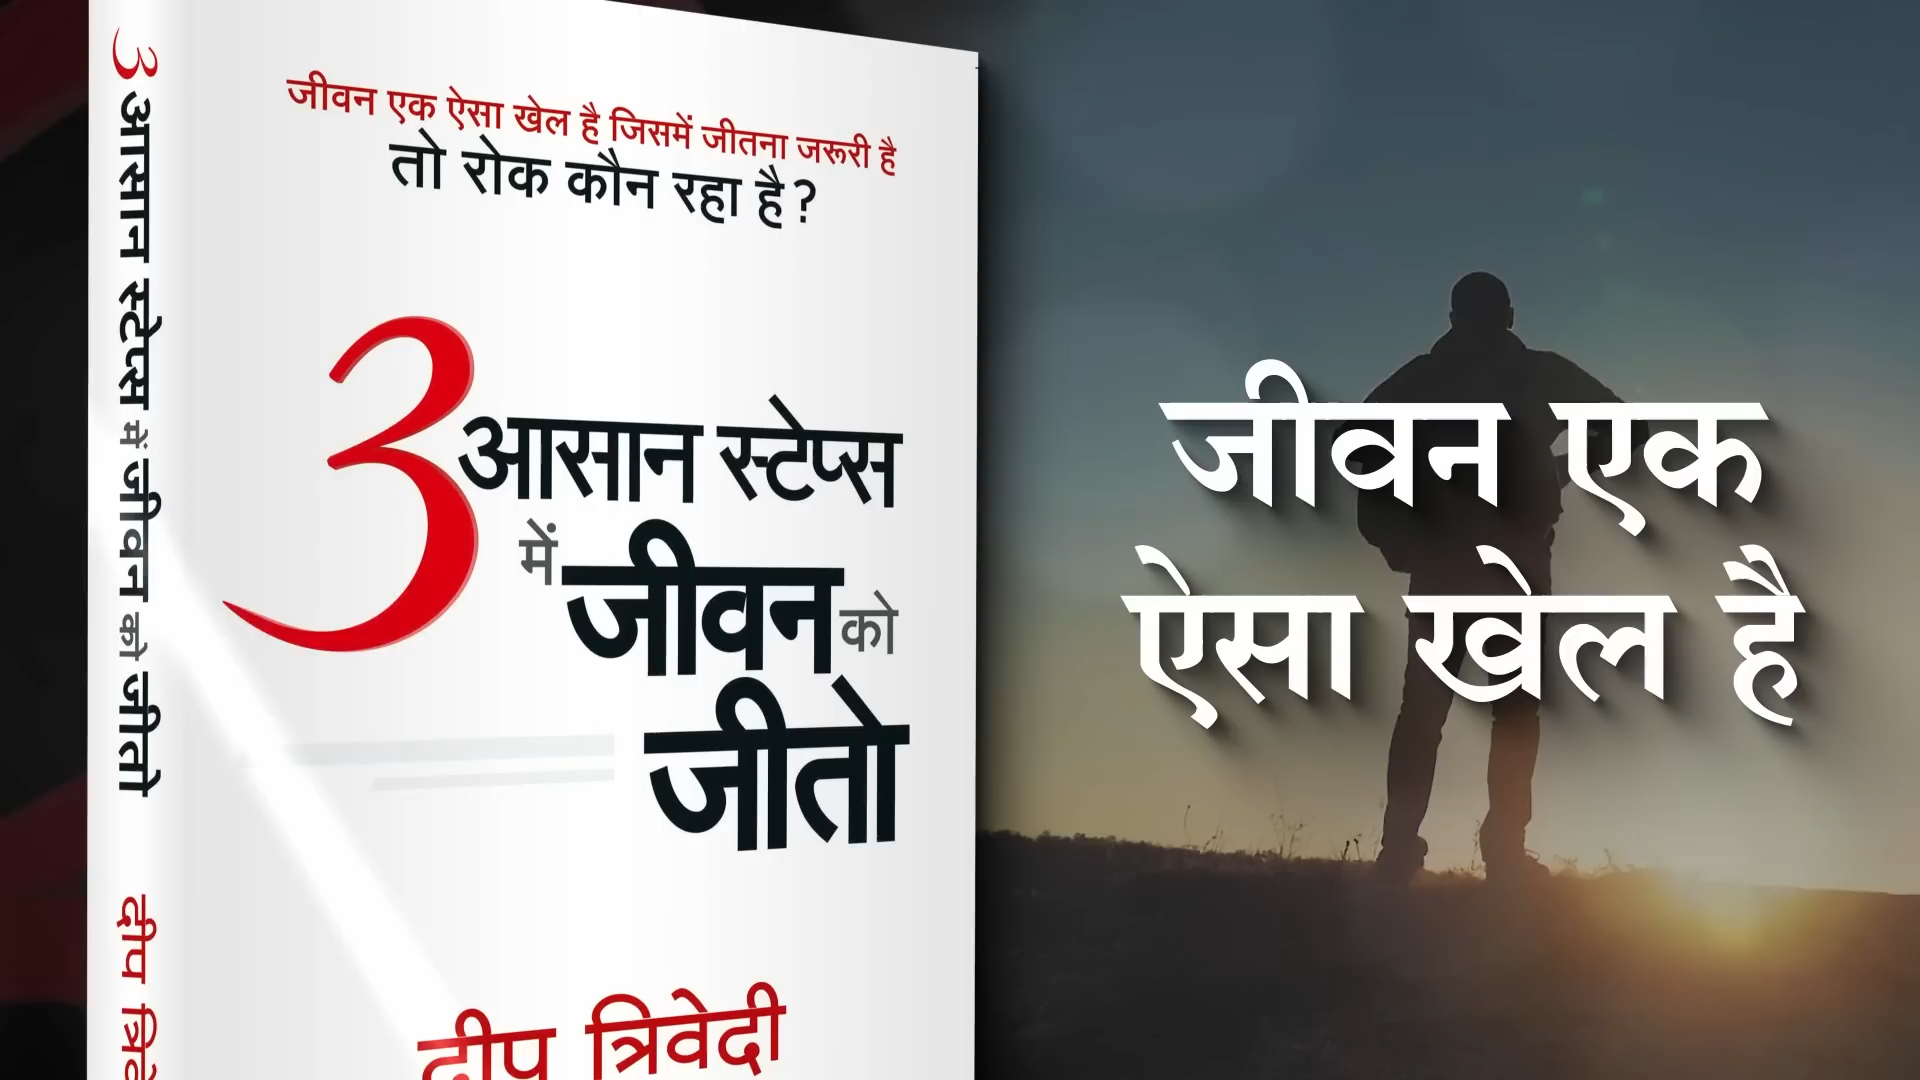 3 आसान स्टेप्स में जीवन को जीतो दीप
जीवन एक ऐसा खेल है जिसमें जीतना जरूरी है
तो रोक कौन रहा है?
3 आसान स्टेप्स
में जीवन को
जीतो
दीप त्रिवेदी
जीवन एक
ऐसा खेल है